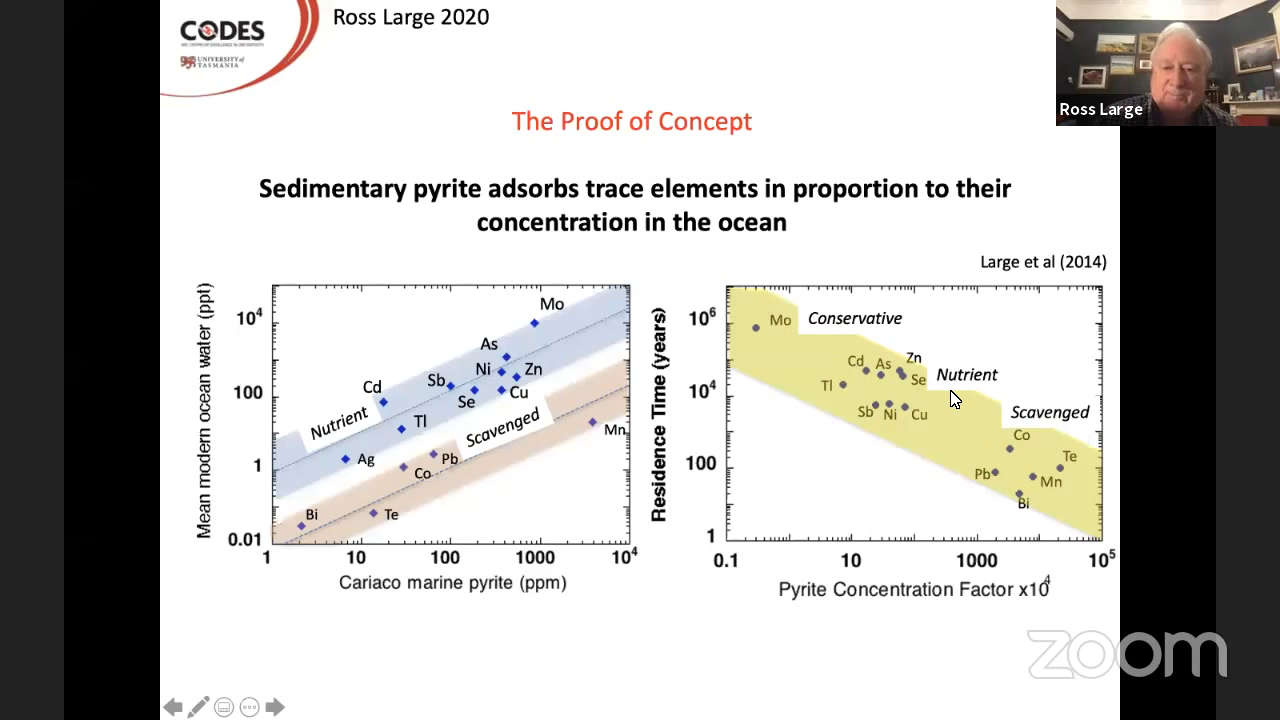 CODES
UNIVERSITY of
TASMANIA
Ross Large 2020
Ross Large
The Proof of Concept
Sedimentary pyrite adsorbs trace elements in proportion to their
concentration in the ocean
Large et al (2014)
Mean modern ocean water (ppt)
10⁴
100
1
0.01
1
10
100
1000
10⁴
Cariaco marine pyrite (ppm)
Mo
As
Ni
Zn
Cd
Sb
Se
Cu
Nutrient
Tl
Scavenged
Mn
Ag
Pb
Co
Bi
Te
Residence Time (years)
10⁶
10⁴
100
1
0.1
10
1000
10⁵
Pyrite Concentration Factor x10⁴
Mo
Conservative
Cd
As
Zn
Tl
Se
Nutrient
Sb
Ni
Cu
Scavenged
Co
Te
Pb
Mn
Bi
zoom